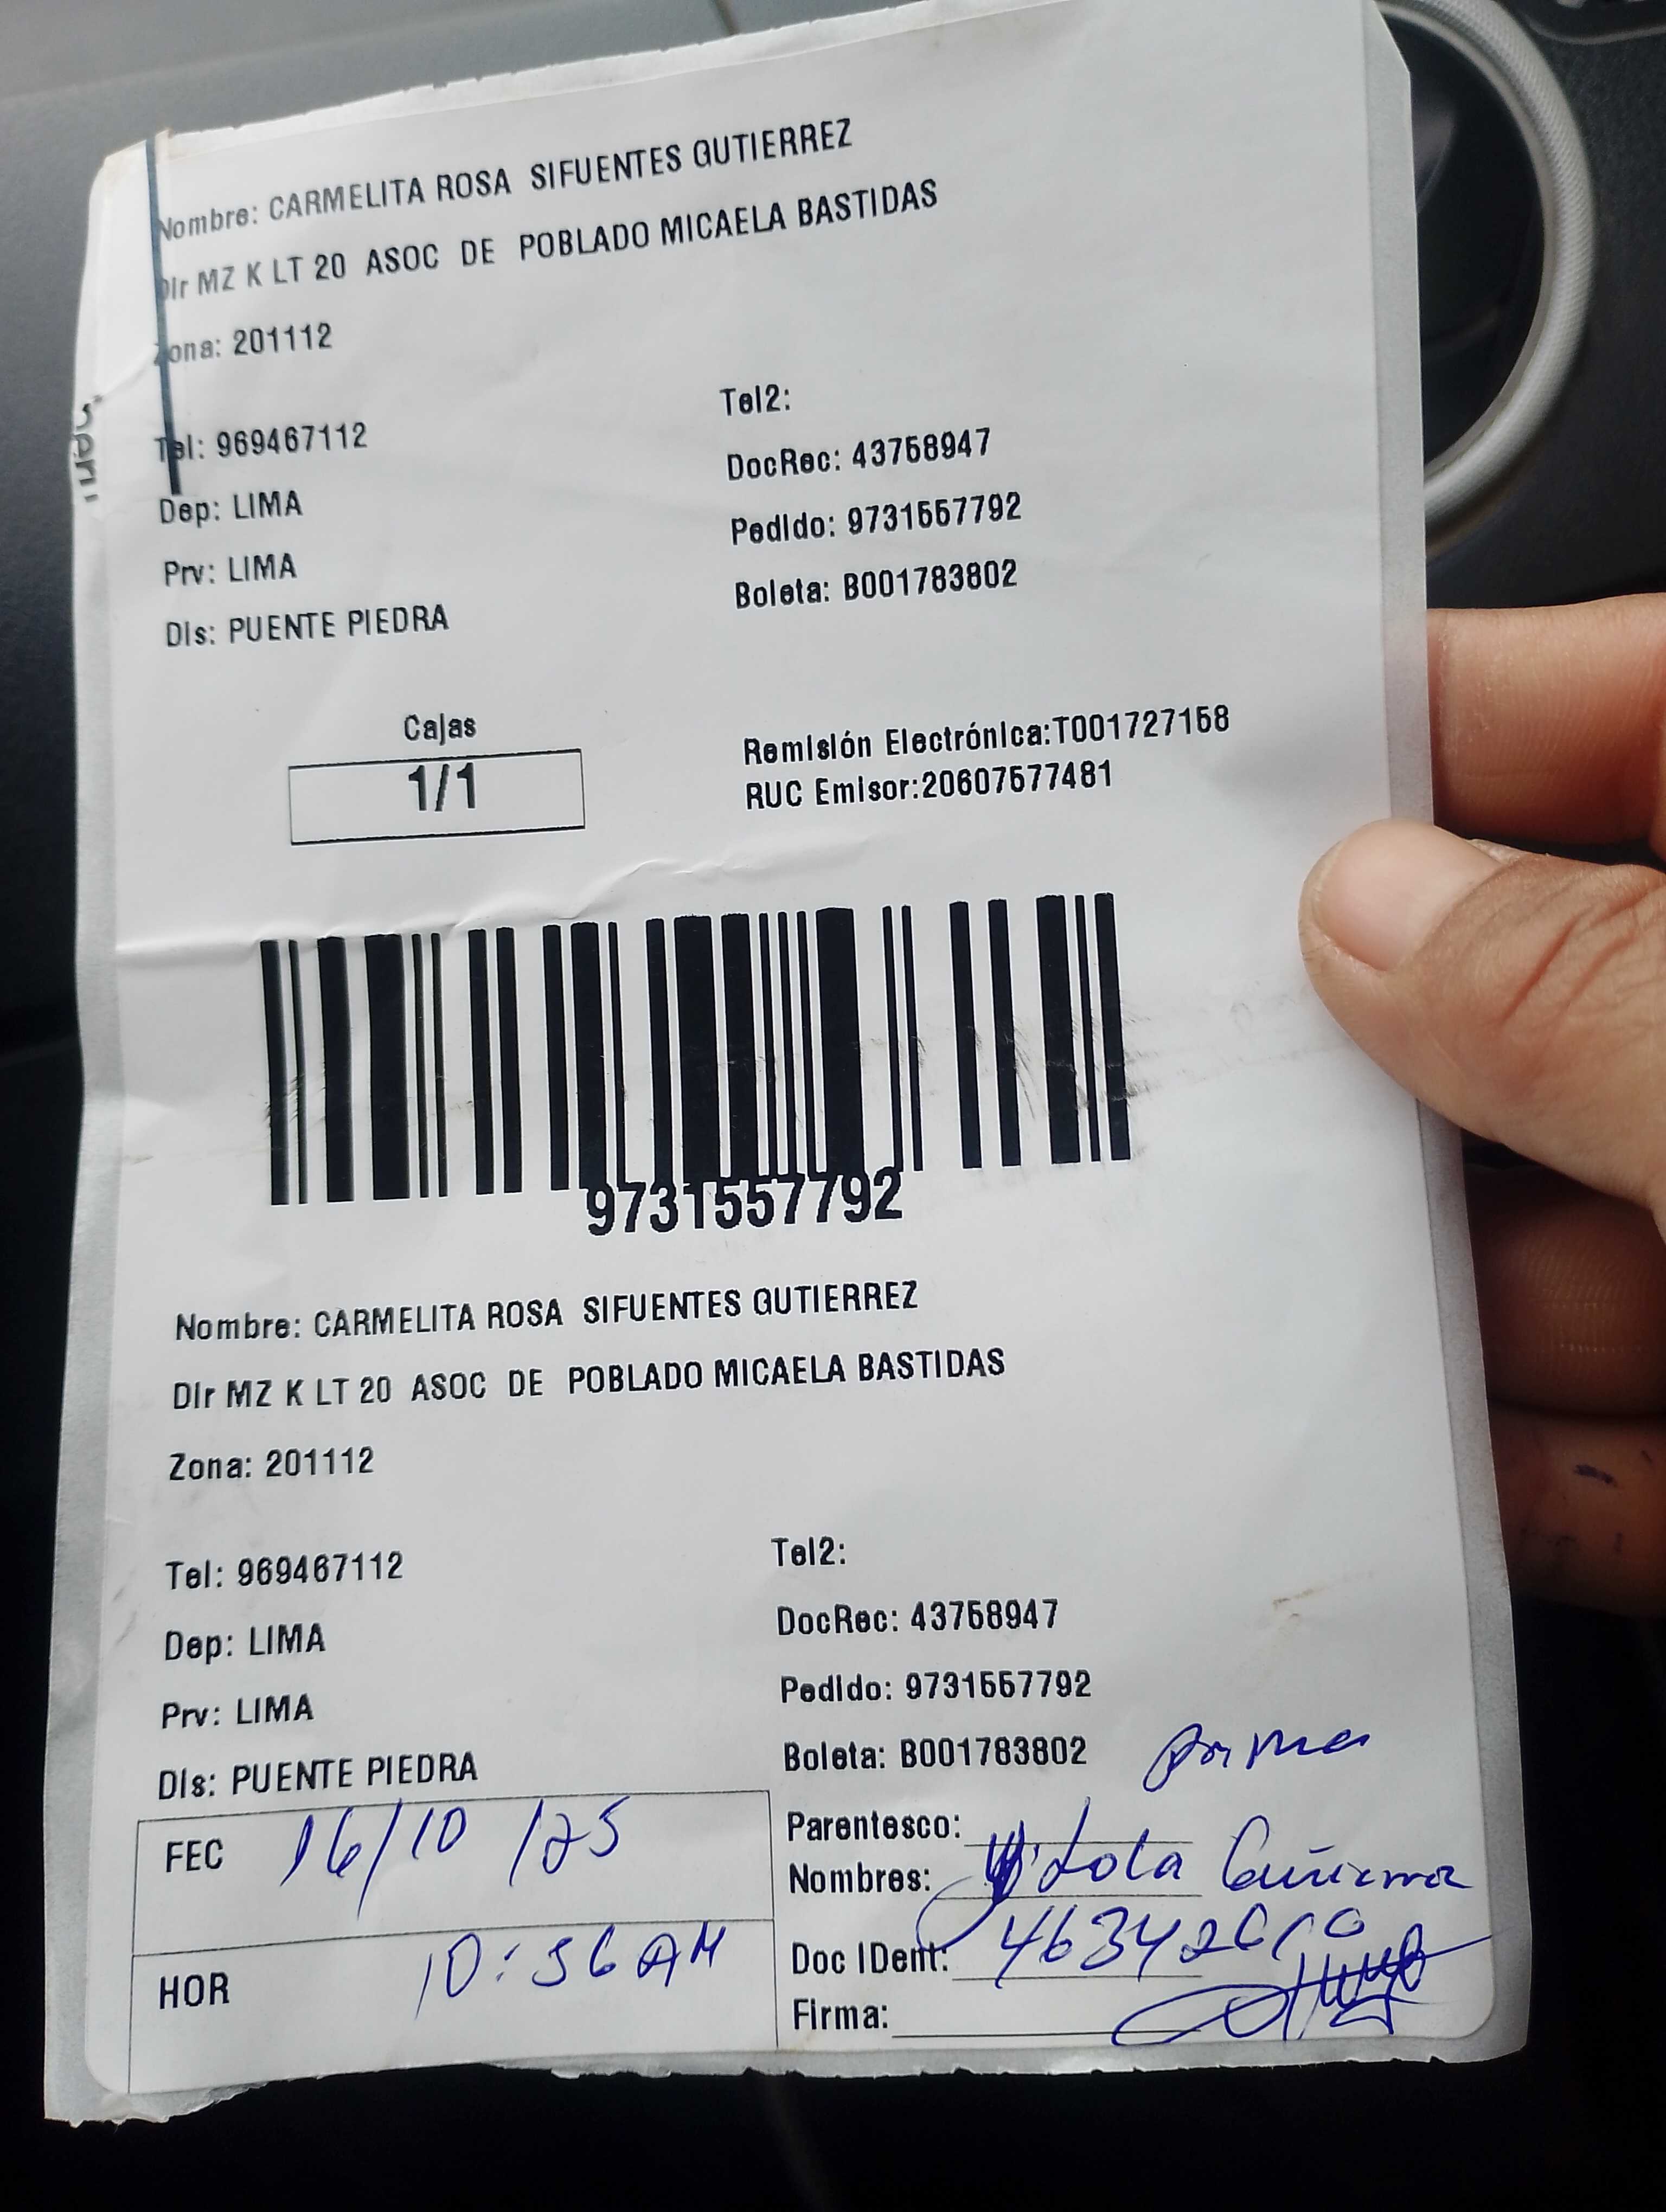 Nombre: CARMELITA ROSA SIFUENTES GUTIERREZ
Dir MZ K LT 20 ASOC DE POBLADO MICAELA BASTIDAS
Zona: 201112
Tel: 969467112
Tel2:
Dep: LIMA
DocRec: 43758947
Prv: LIMA
Pedido: 9731557792
Dis: PUENTE PIEDRA
Boleta: B001783802
Cajas
1/1
Remisión Electrónica:T001727158
RUC Emisor:20607577481
9731557792
Nombre: CARMELITA ROSA SIFUENTES GUTIERREZ
Dir MZ K LT 20 ASOC DE POBLADO MICAELA BASTIDAS
Zona: 201112
Tel: 969467112
Tel2:
Dep: LIMA
DocRec: 43758947
Prv: LIMA
Pedido: 9731557792
Dis: PUENTE PIEDRA
Boleta: B001783802
FEC 16/10/25
Parentesco: prima
Nombres: Lola
HOR 10:56 AM
Doc IDent:
Firma: